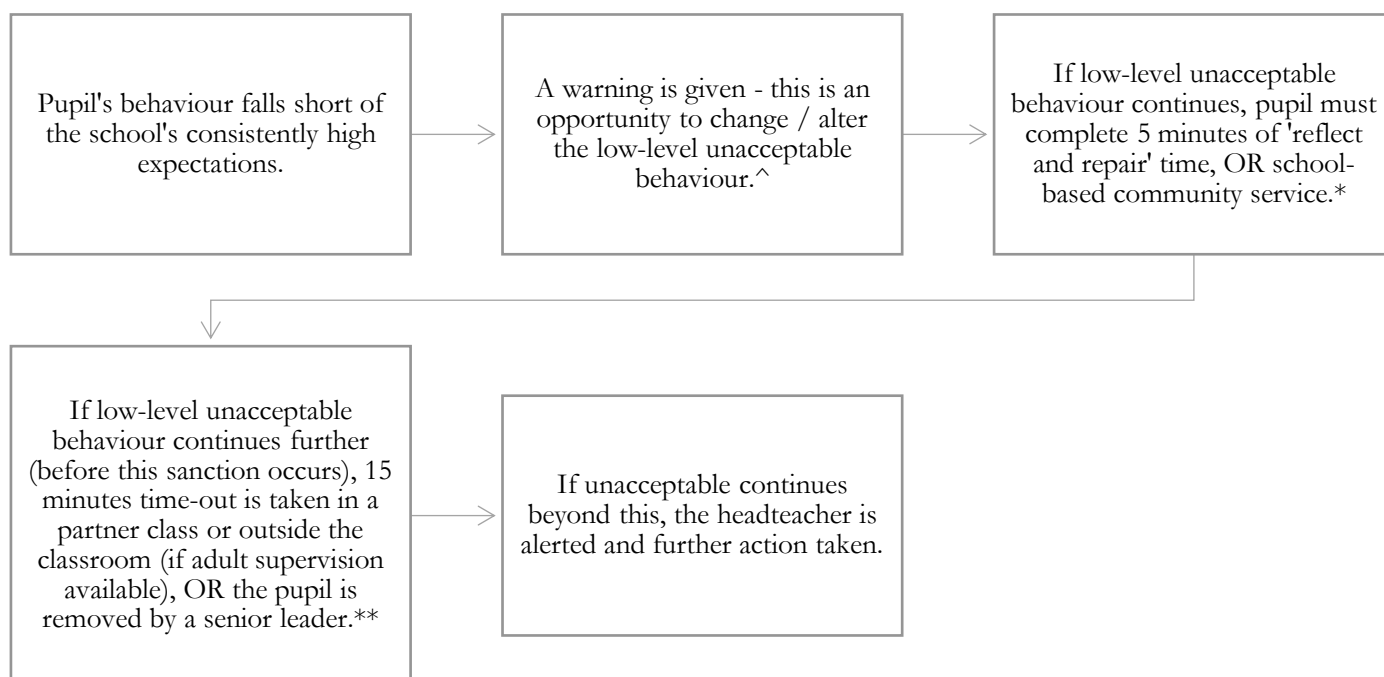 Pupil's behaviour falls short of
the school's consistently high
expectations.
A warning is given - this is an
opportunity to change / alter
the low-level unacceptable
behaviour.^
If low-level unacceptable
behaviour continues, pupil must
complete 5 minutes of 'reflect
and repair' time, OR school-
based community service.*
If low-level unacceptable
behaviour continues further
(before this sanction occurs), 15
minutes time-out is taken in a
partner class or outside the
classroom (if adult supervision
available), OR the pupil is
removed by a senior leader.**
If unacceptable continues
beyond this, the headteacher is
alerted and further action taken.